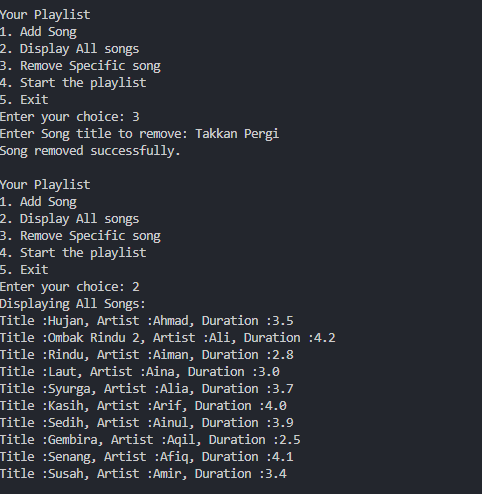 Your Playlist
1. Add Song
2. Display All songs
3. Remove Specific song
4. Start the playlist
5. Exit
Enter your choice: 3
Enter Song title to remove: Takkan Pergi
Song removed successfully.
Your Playlist
1. Add Song
2. Display All songs
3. Remove Specific song
4. Start the playlist
5. Exit
Enter your choice: 2
Displaying All Songs:
Title :Hujan, Artist :Ahmad, Duration :3.5
Title :Ombak Rindu 2, Artist :Ali, Duration :4.2
Title :Rindu, Artist :Aiman, Duration :2.8
Title :Laut, Artist :Aina, Duration :3.0
Title :Syurga, Artist :Alia, Duration :3.7
Title :Kasih, Artist :Arif, Duration :4.0
Title :Sedih, Artist :Ainul, Duration :3.9
Title :Gembira, Artist :Aqil, Duration :2.5
Title :Senang, Artist :Afiq, Duration :4.1
Title :Susah, Artist :Amir, Duration :3.4